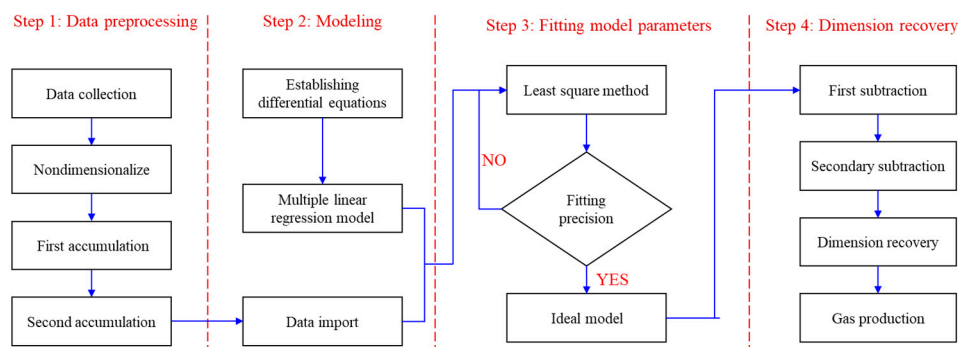 Step 1: Data preprocessing
Data collection
Nondimensionalize
First accumulation
Second accumulation
Step 2: Modeling
Establishing
differential equations
Multiple linear
regression model
Data import
Step 3: Fitting model parameters
Least square method
NO
Fitting
precision
YES
Ideal model
Step 4: Dimension recovery
First subtraction
Secondary subtraction
Dimension recovery
Gas production